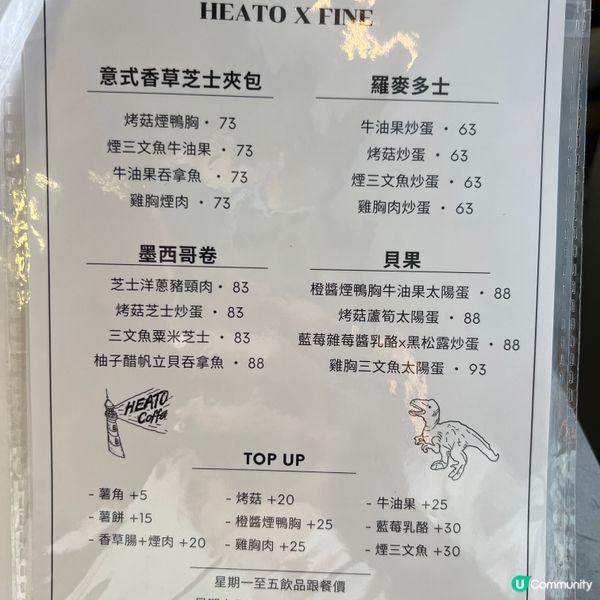 HEATO X FINE
意式香草芝士夾包
烤菇煙鴨胸 · 73
煙三文魚牛油果 · 73
牛油果吞拿魚 · 73
雞胸煙肉 · 73
羅麥多士
牛油果炒蛋 · 63
烤菇炒蛋 · 63
煙三文魚炒蛋 · 63
雞胸肉炒蛋 · 63
墨西哥卷
芝士洋蔥豬頸肉 · 83
烤菇芝士炒蛋 · 83
三文魚粟米芝士 · 83
柚子醋帆立貝吞拿魚 · 88
貝果
橙醬煙鴨胸牛油果太陽蛋 · 88
烤菇蘆筍太陽蛋 · 88
藍莓雜莓醬乳酪x黑松露炒蛋 · 88
雞胸三文魚太陽蛋 · 93
HEATO
Coffee
TOP UP
- 薯角 +5
- 薯餅 +15
- 香草腸+煙肉 +20
- 烤菇 +20
- 橙醬煙鴨胸 +25
- 雞胸肉 +25
- 牛油果 +25
- 藍莓乳酪 +30
- 煙三文魚 +30
星期一至五飲品跟餐價
U Community